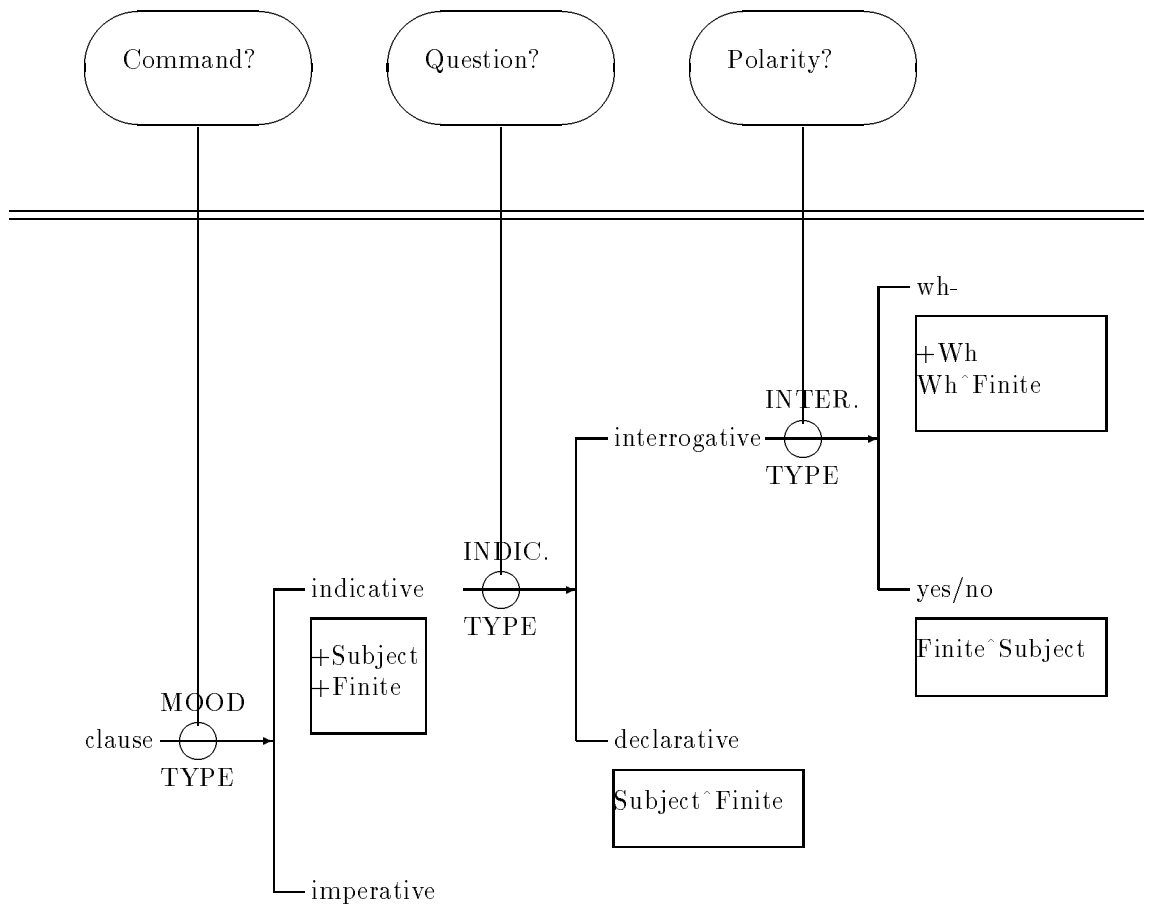 Command?
Question?
Polarity?
wh-
+Wh
Wh^Finite
INTER.
interrogative
TYPE
INDIC.
indicative
yes/no
TYPE
+Subject
Finite^Subject
+Finite
MOOD
clause
declarative
TYPE
Subject^Finite
imperative